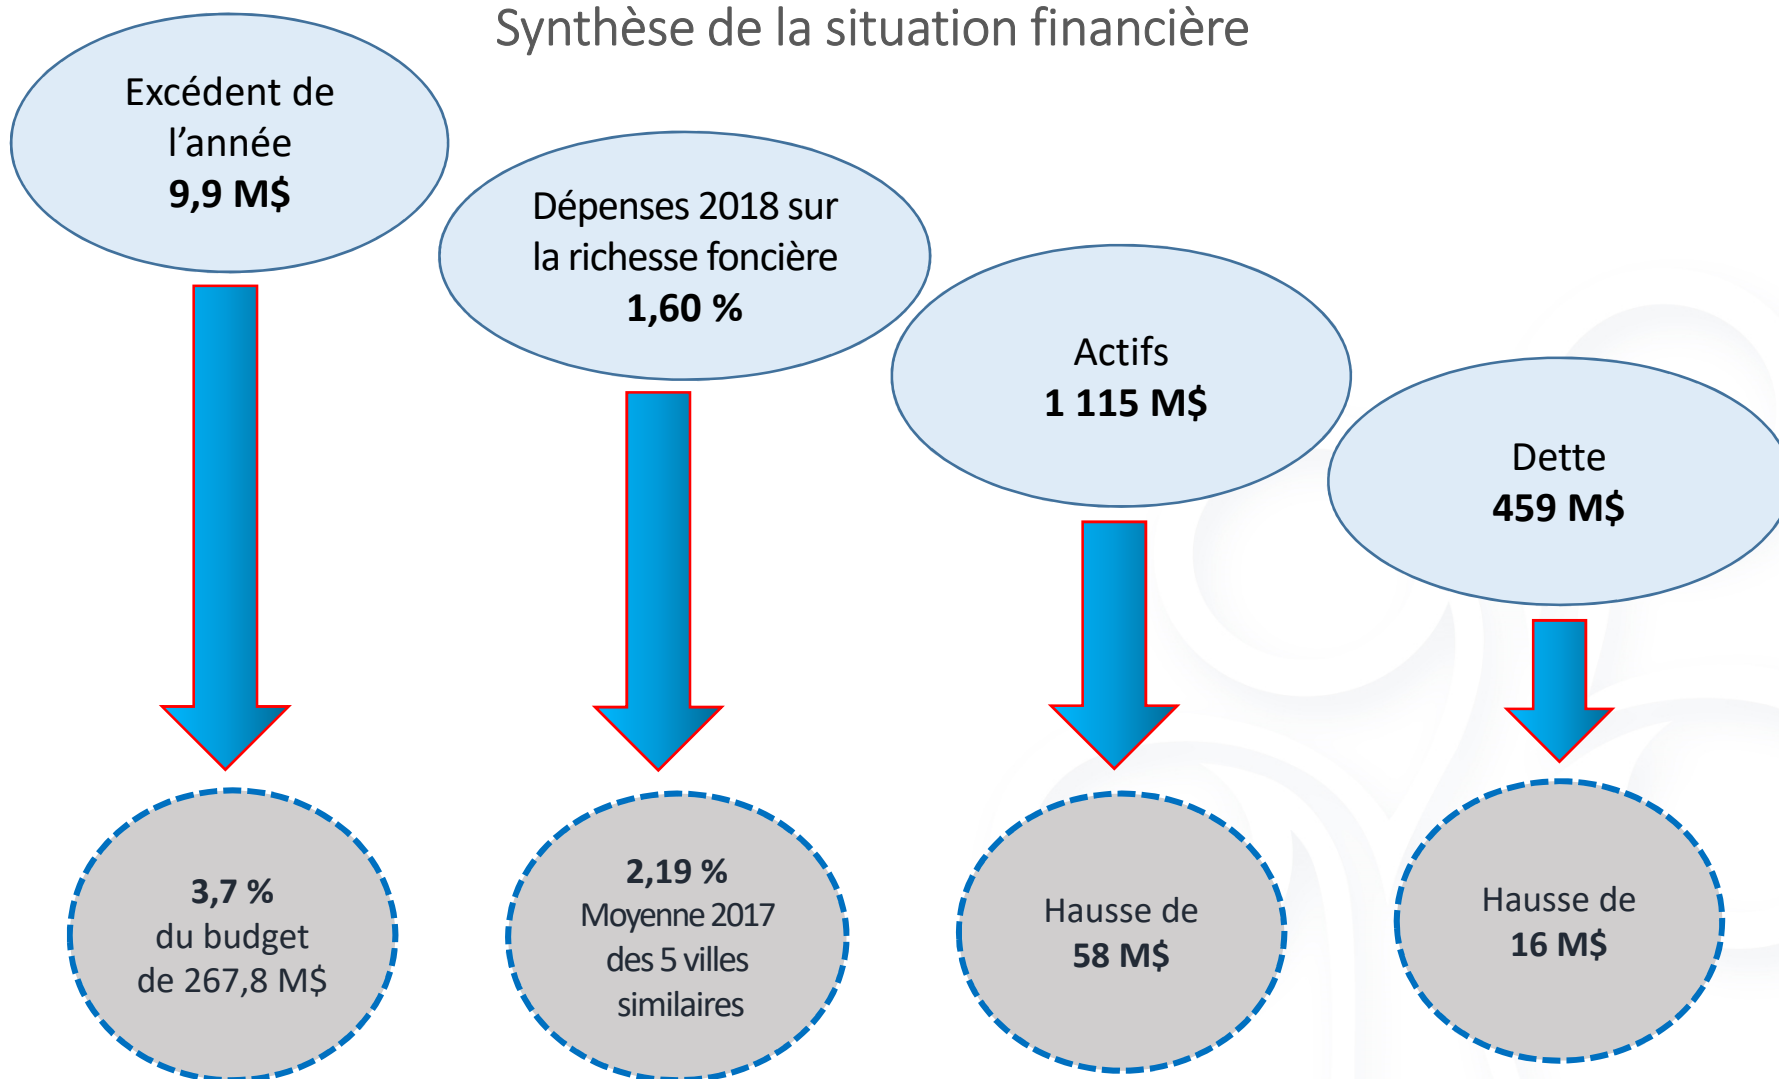 Synthèse de la situation financière
Excédent de
l’année
9,9 M$
Dépenses 2018 sur
la richesse foncière
1,60 %
Actifs
1 115 M$
Dette
459 M$
3,7 %
du budget
de 267,8 M$
2,19 %
Moyenne 2017
des 5 villes
similaires
Hausse de
58 M$
Hausse de
16 M$